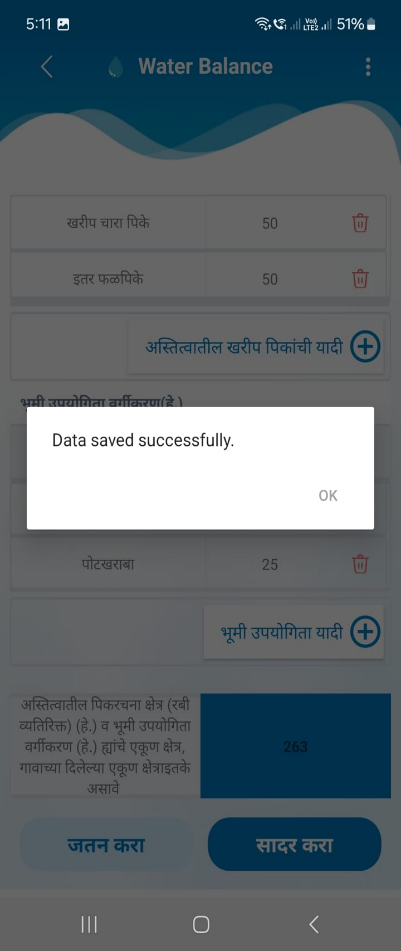 5:11
Vo)) LTE2
51%
Water Balance
खरीप चारा पिके 50
इतर फळपिके 50
अस्तित्वातील खरीप पिकांची यादी
भूमी उपयोगिता वर्गीकरण(हे.)
Data saved successfully.
OK
पोटखराबा 25
भूमी उपयोगिता यादी
अस्तित्वातील पिकरचना क्षेत्र (रबी
व्यतिरिक्त) (हे.) व भूमी उपयोगिता
वर्गीकरण (हे.) ह्यांचे एकूण क्षेत्र,
गावाच्या दिलेल्या एकूण क्षेत्राइतके
असावे
263
जतन करा
सादर करा